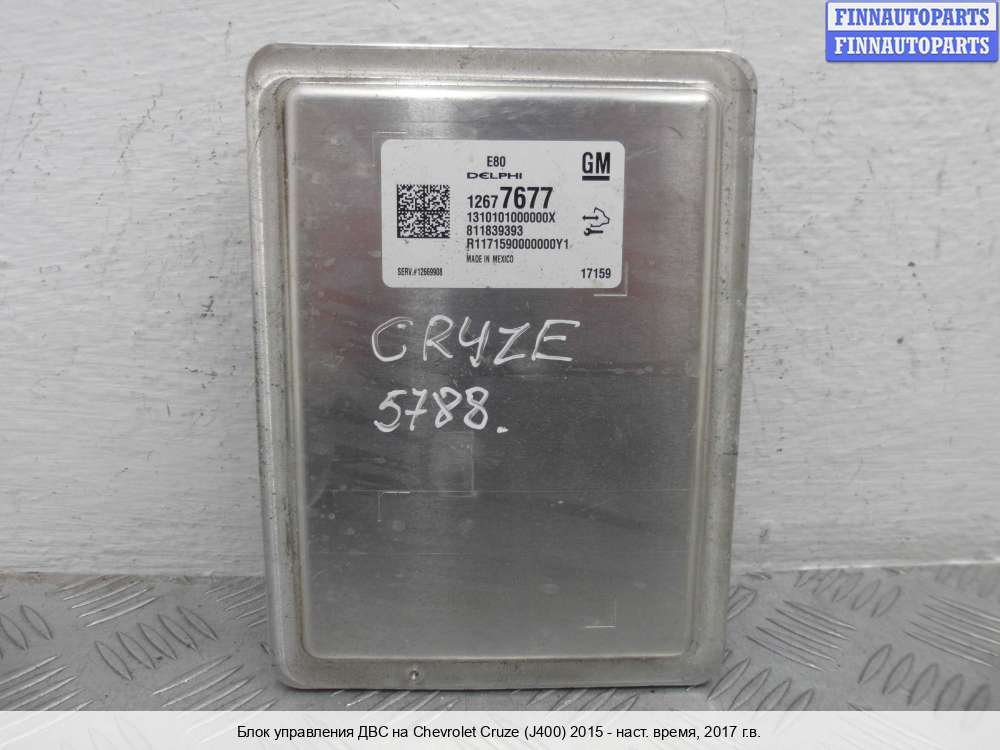 FINNAUTOPARTS
FINNAUTOPARTS
E80
DELPHI
GM
12677677
1310101000000X
811839393
R1171590000000Y1
MADE IN MEXICO
SERV.#12669908
17159
CRYZE
5788.
Блок управления ДВС на Chevrolet Cruze (J400) 2015 - наст. время, 2017 г.в.